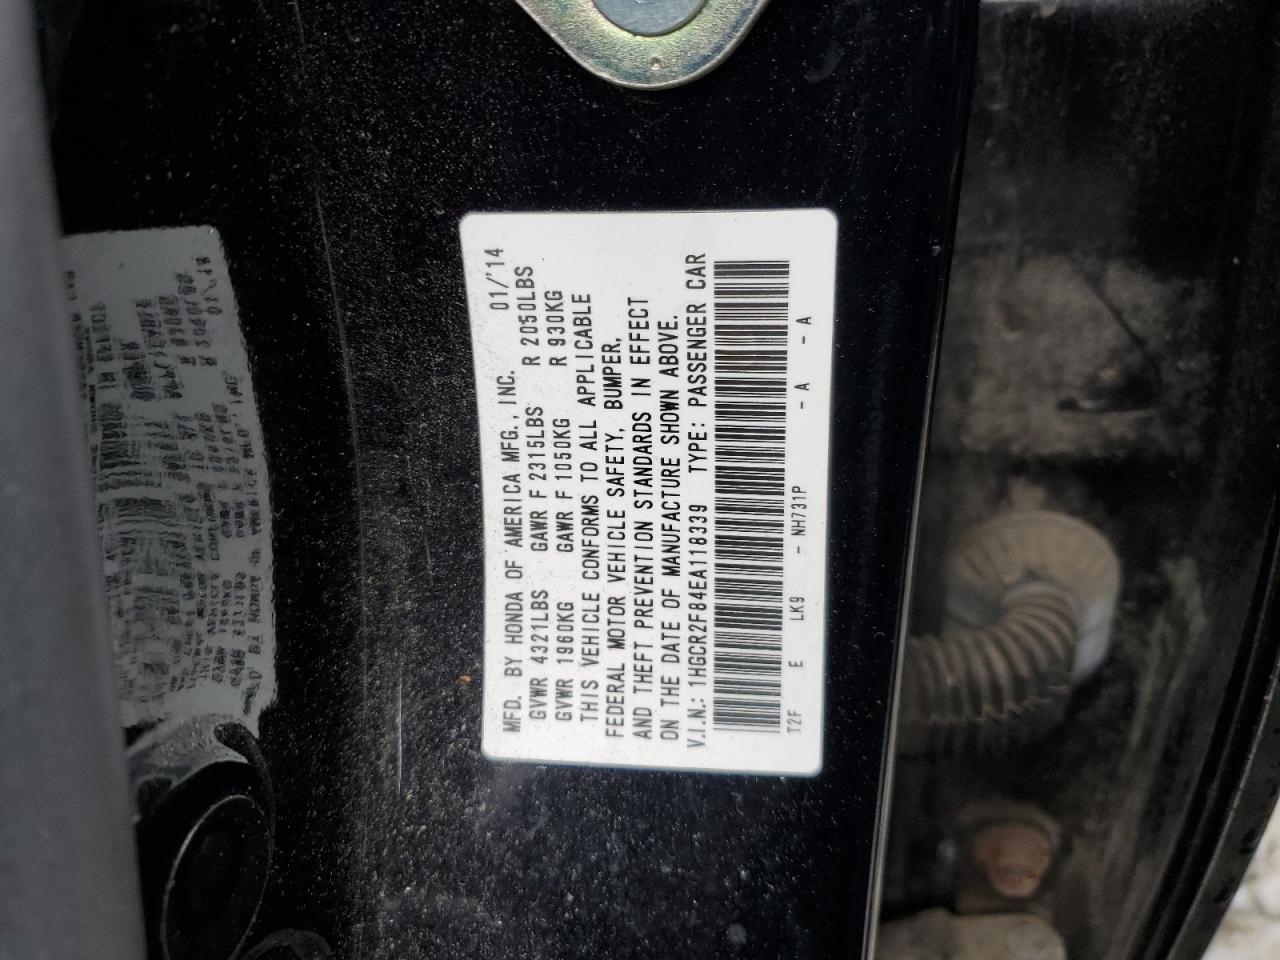 MFD. BY HONDA OF AMERICA MFG., INC. 01/'14
GVWR 4321LBS GAWR F 2315LBS R 2050LBS
GVWR 1960KG GAWR F 1050KG R 930KG
THIS VEHICLE CONFORMS TO ALL APPLICABLE
FEDERAL MOTOR VEHICLE SAFETY, BUMPER,
AND THEFT PREVENTION STANDARDS IN EFFECT
ON THE DATE OF MANUFACTURE SHOWN ABOVE.
V.I.N.: 1HGCR2F84EA118339 TYPE: PASSENGER CAR
T2F E LK9 - NH731P - A - A